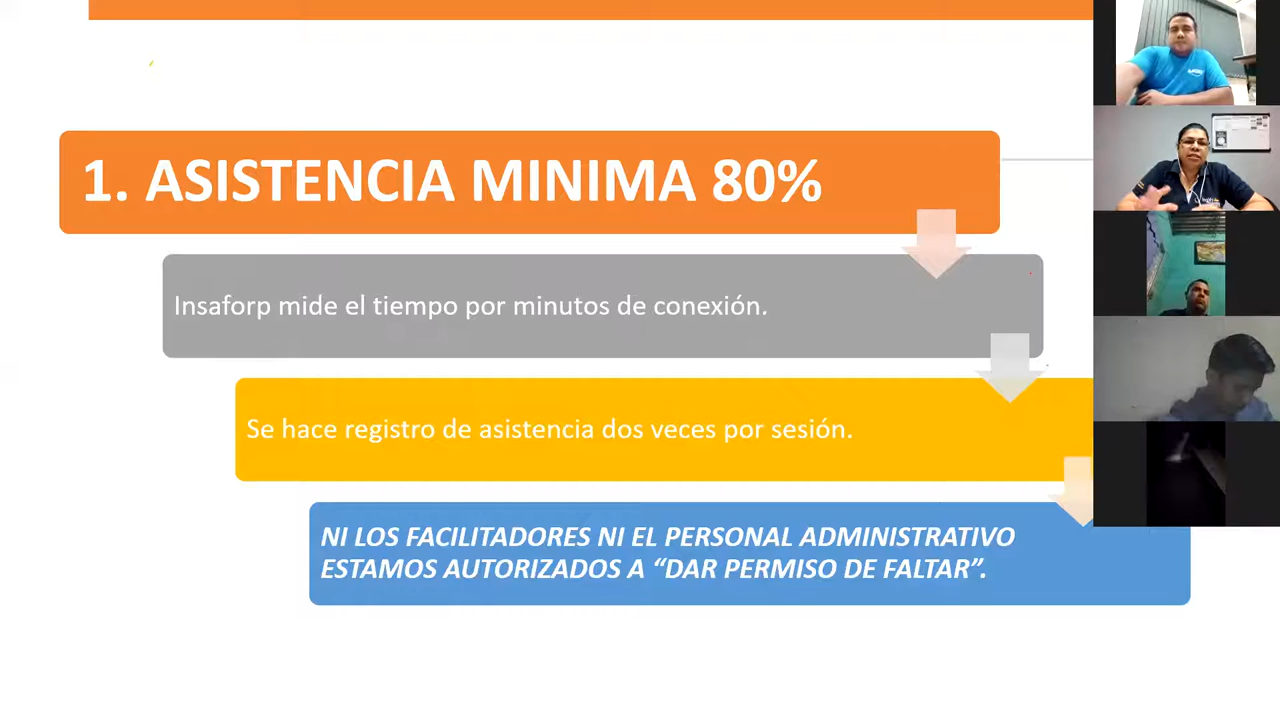 1. ASISTENCIA MINIMA 80%
Insaforp mide el tiempo por minutos de conexión.
Se hace registro de asistencia dos veces por sesión.
NI LOS FACILITADORES NI EL PERSONAL ADMINISTRATIVO
ESTAMOS AUTORIZADOS A “DAR PERMISO DE FALTAR”.